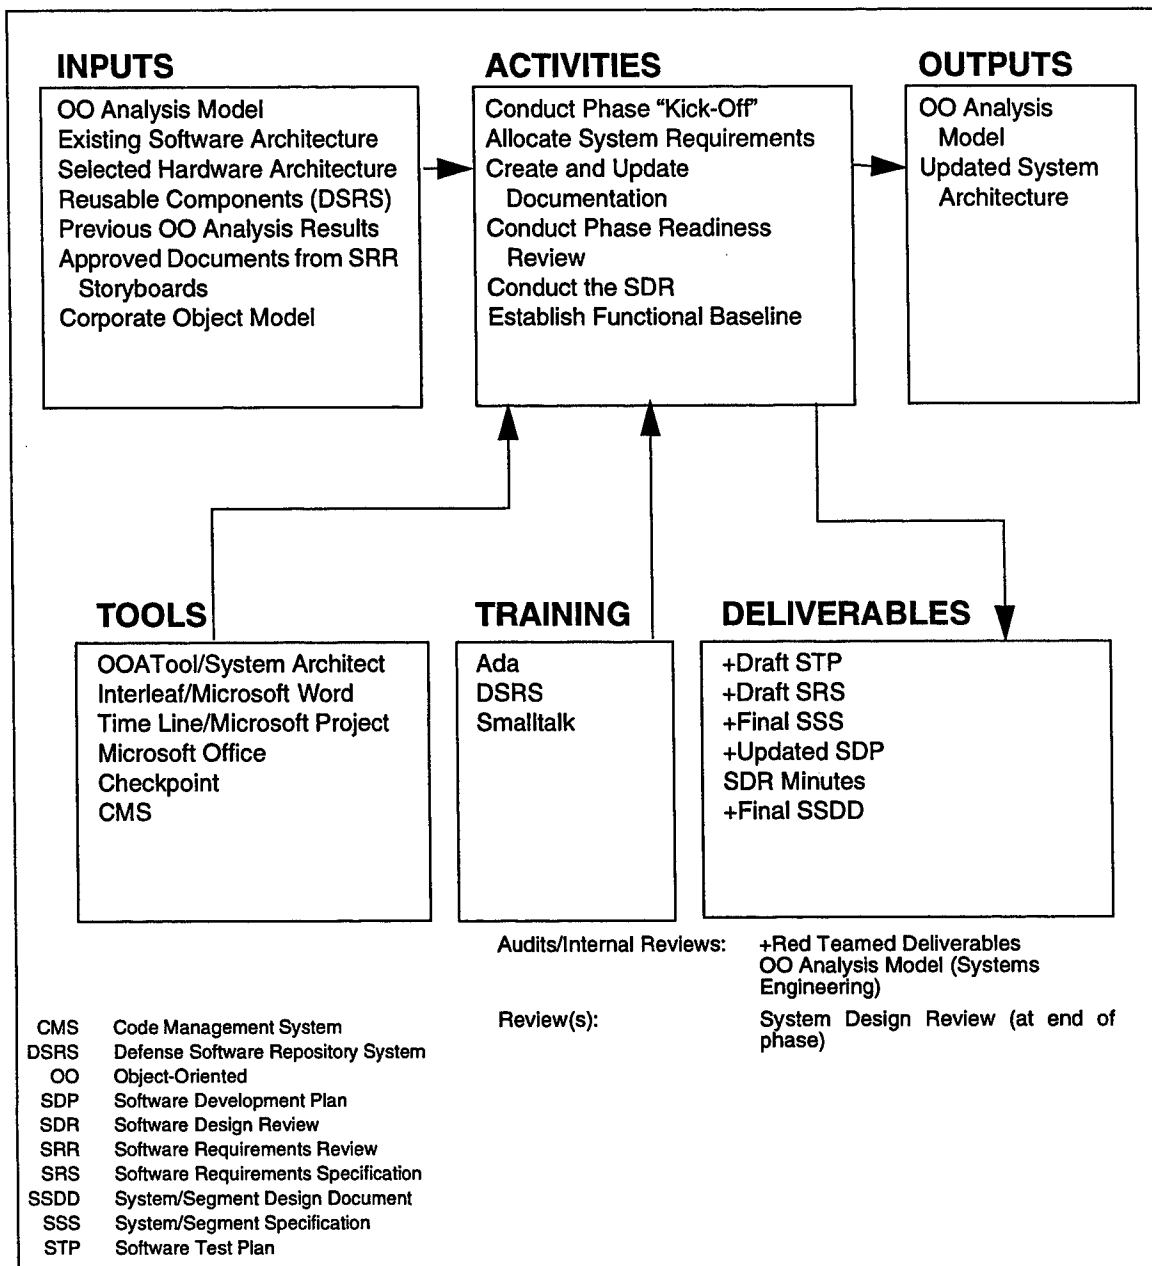 INPUTS
OO Analysis Model
Existing Software Architecture
Selected Hardware Architecture
Reusable Components (DSRS)
Previous OO Analysis Results
Approved Documents from SRR
Storyboards
Corporate Object Model
ACTIVITIES
Conduct Phase “Kick-Off”
Allocate System Requirements
Create and Update
Documentation
Conduct Phase Readiness
Review
Conduct the SDR
Establish Functional Baseline
OUTPUTS
OO Analysis
Model
Updated System
Architecture
TOOLS
OOATool/System Architect
Interleaf/Microsoft Word
Time Line/Microsoft Project
Microsoft Office
Checkpoint
CMS
TRAINING
Ada
DSRS
Smalltalk
DELIVERABLES
+Draft STP
+Draft SRS
+Final SSS
+Updated SDP
SDR Minutes
+Final SSDD
Audits/Internal Reviews: +Red Teamed Deliverables
OO Analysis Model (Systems
Engineering)
Review(s): System Design Review (at end of
phase)
CMS Code Management System
DSRS Defense Software Repository System
OO Object-Oriented
SDP Software Development Plan
SDR Software Design Review
SRR Software Requirements Review
SRS Software Requirements Specification
SSDD System/Segment Design Document
SSS System/Segment Specification
STP Software Test Plan